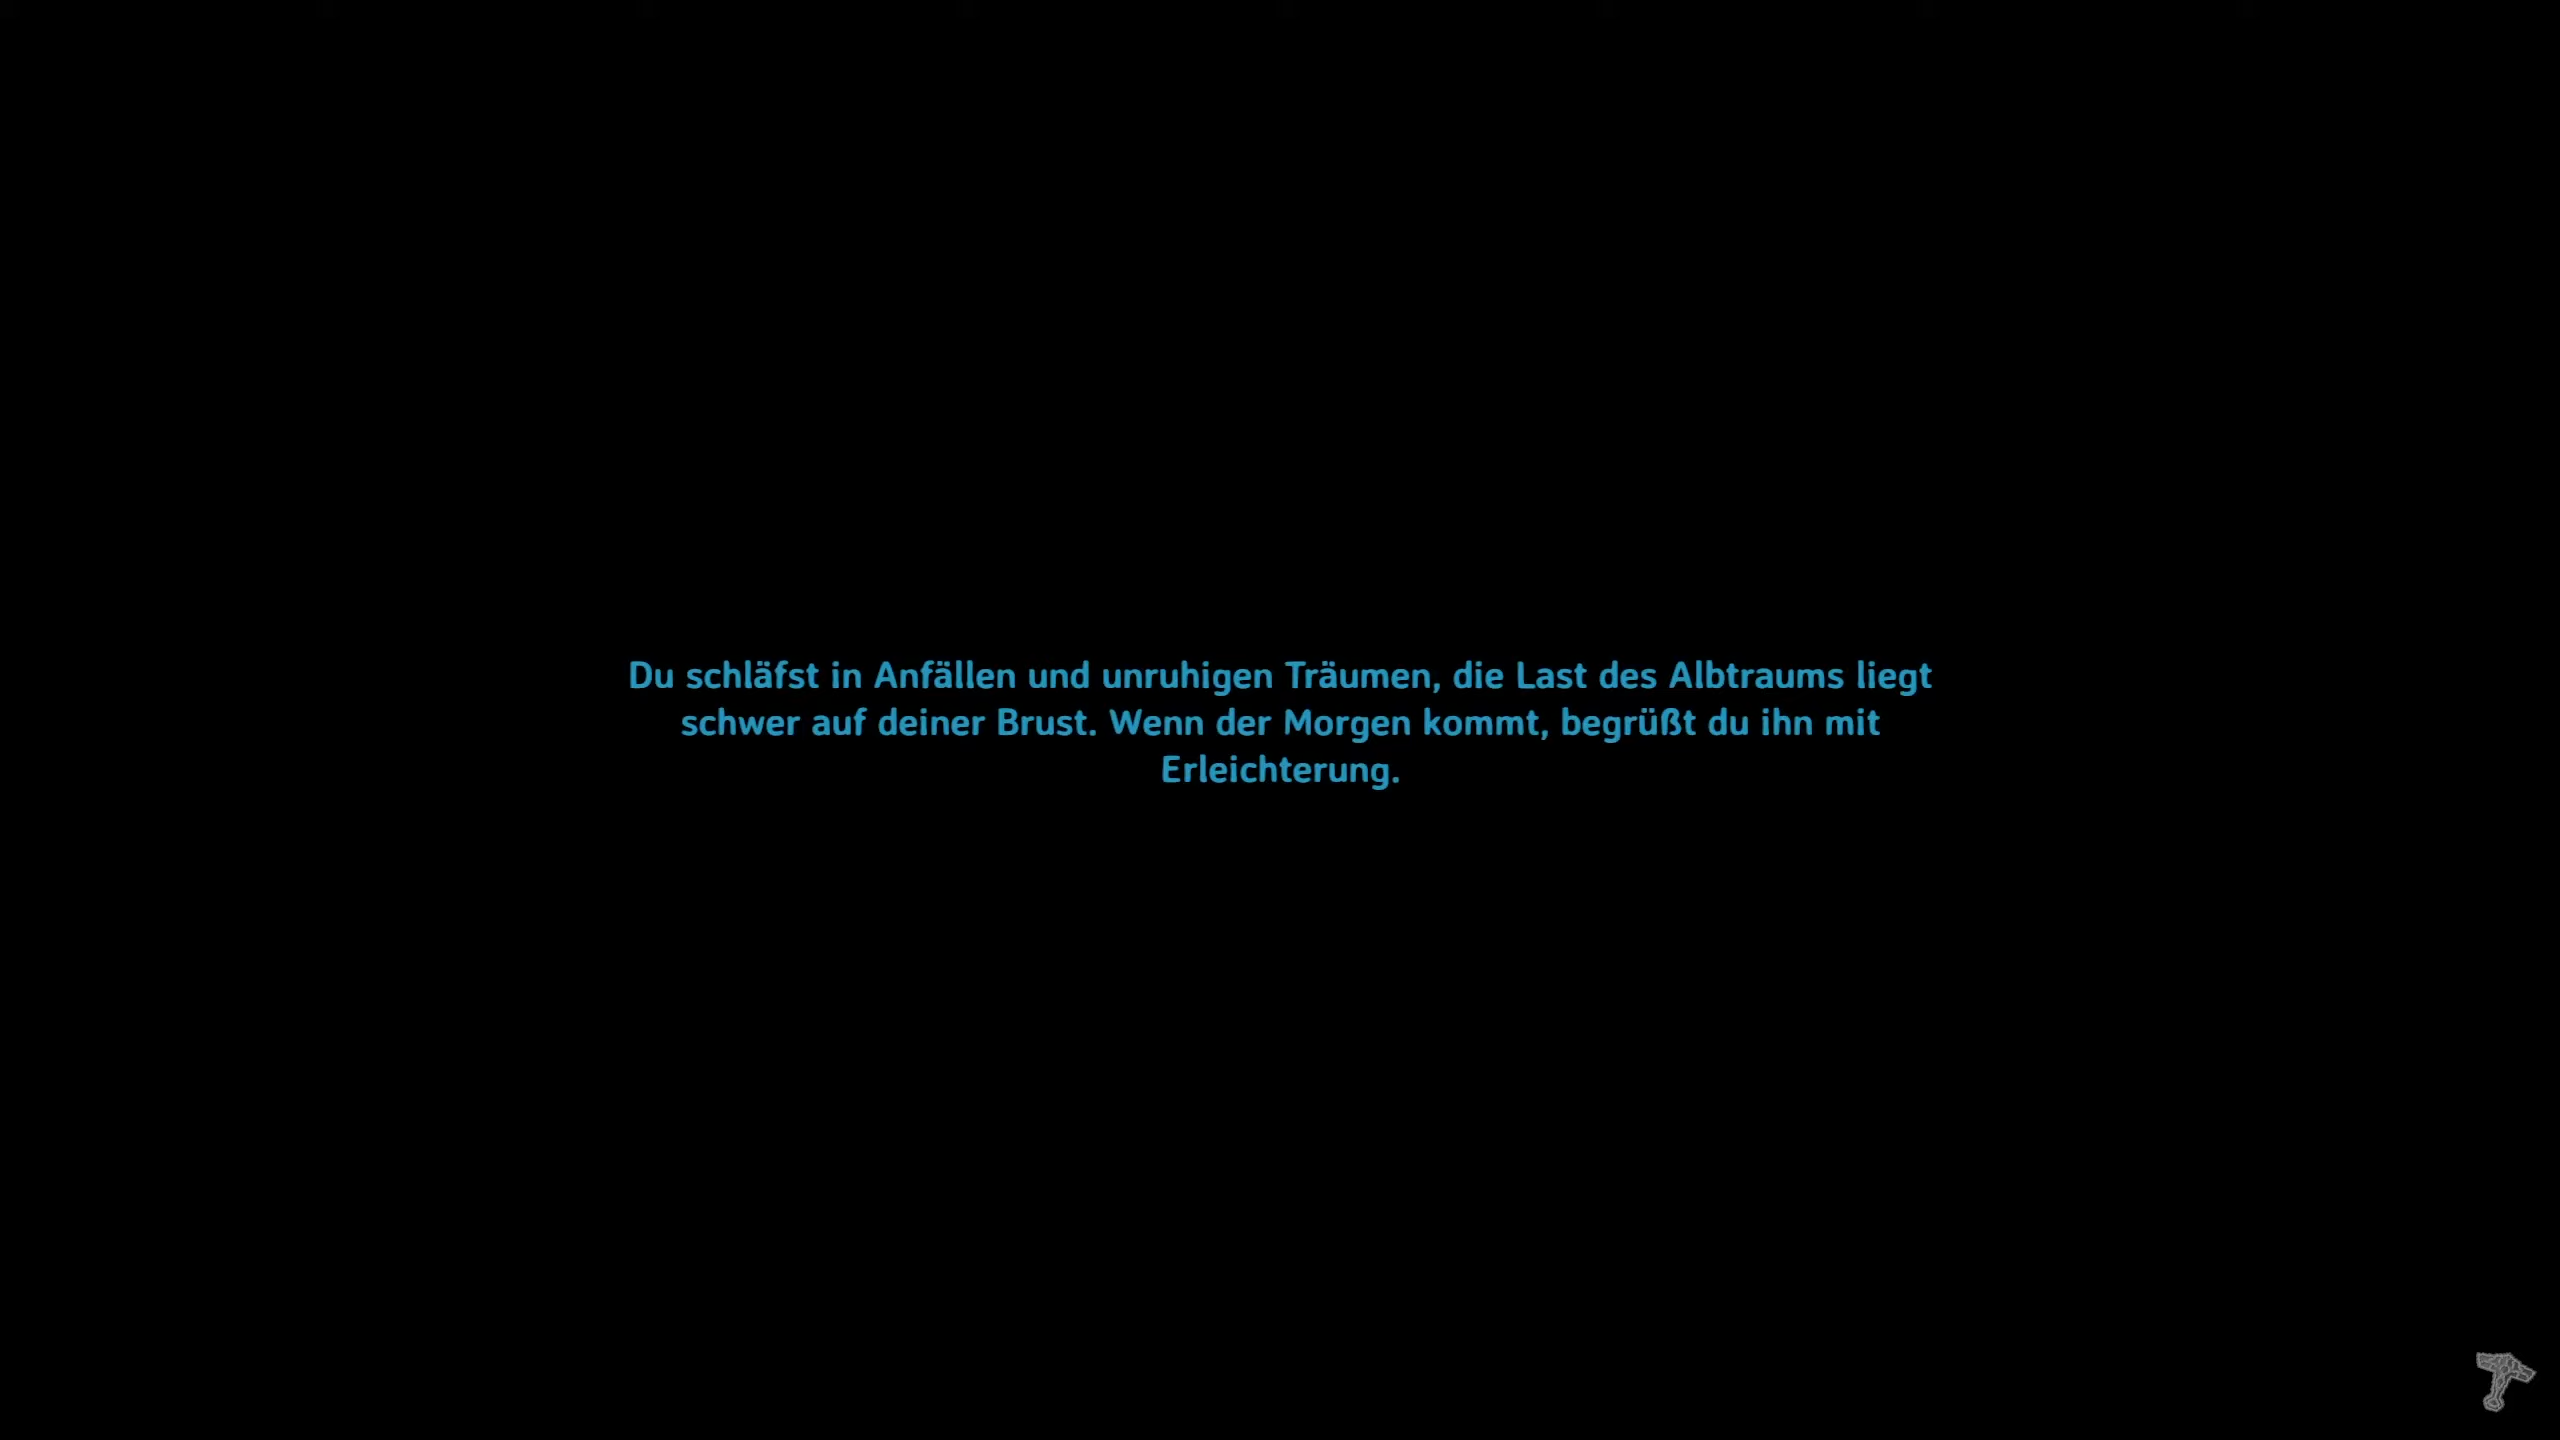 Du schläfst in Anfällen und unruhigen Träumen, die Last des Albtraums liegt
schwer auf deiner Brust. Wenn der Morgen kommt, begrüßt du ihn mit
Erleichterung.